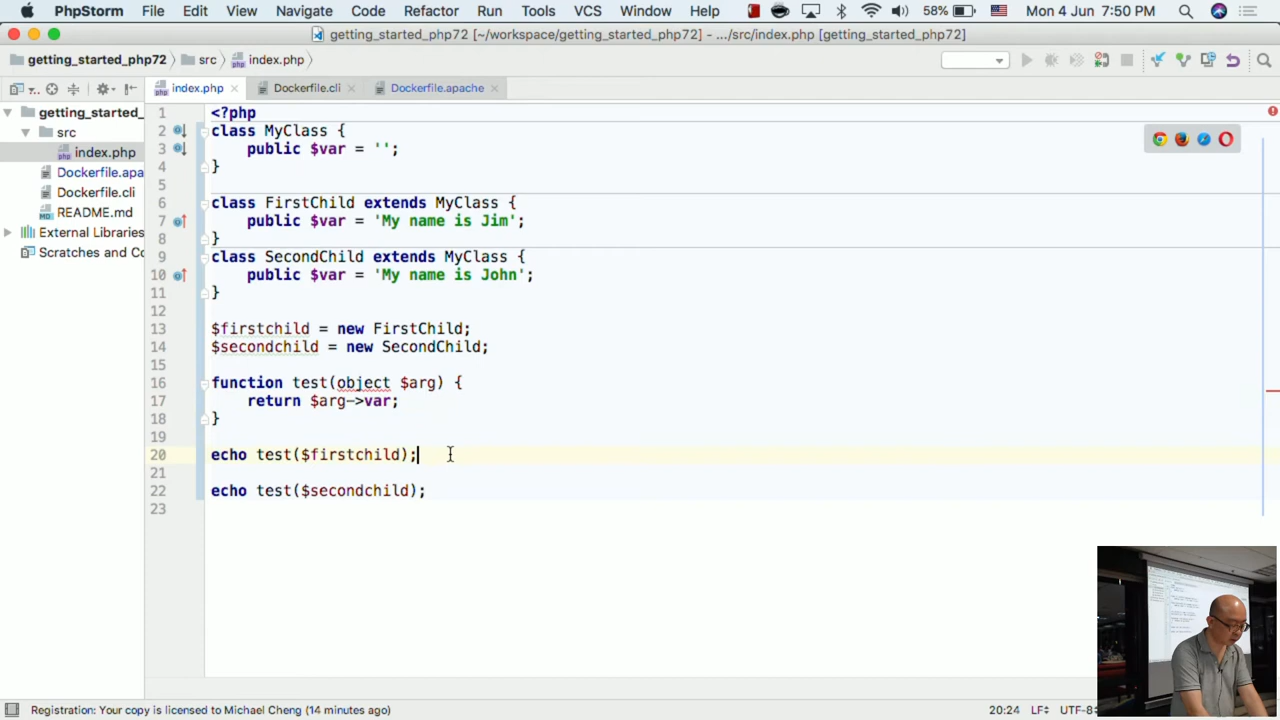 PhpStorm File Edit View Navigate Code Refactor Run Tools VCS Window Help 58% Mon 4 Jun 7:50 PM
getting_started_php72 [~/workspace/getting_started_php72] - .../src/index.php [getting_started_php72]
getting_started_php72 src index.php
index.php Dockerfile.cli Dockerfile.apache
getting_started_
src
index.php
Dockerfile.apa
Dockerfile.cli
README.md
External Libraries
Scratches and Co
1 <?php
2 class MyClass {
3 public $var = '';
4 }
5
6 class FirstChild extends MyClass {
7 public $var = 'My name is Jim';
8 }
9 class SecondChild extends MyClass {
10 public $var = 'My name is John';
11 }
12
13 $firstchild = new FirstChild;
14 $secondchild = new SecondChild;
15
16 function test(object $arg) {
17 return $arg->var;
18 }
19
20 echo test($firstchild);
21
22 echo test($secondchild);
23
Registration: Your copy is licensed to Michael Cheng (14 minutes ago) 20:24 LF UTF-8